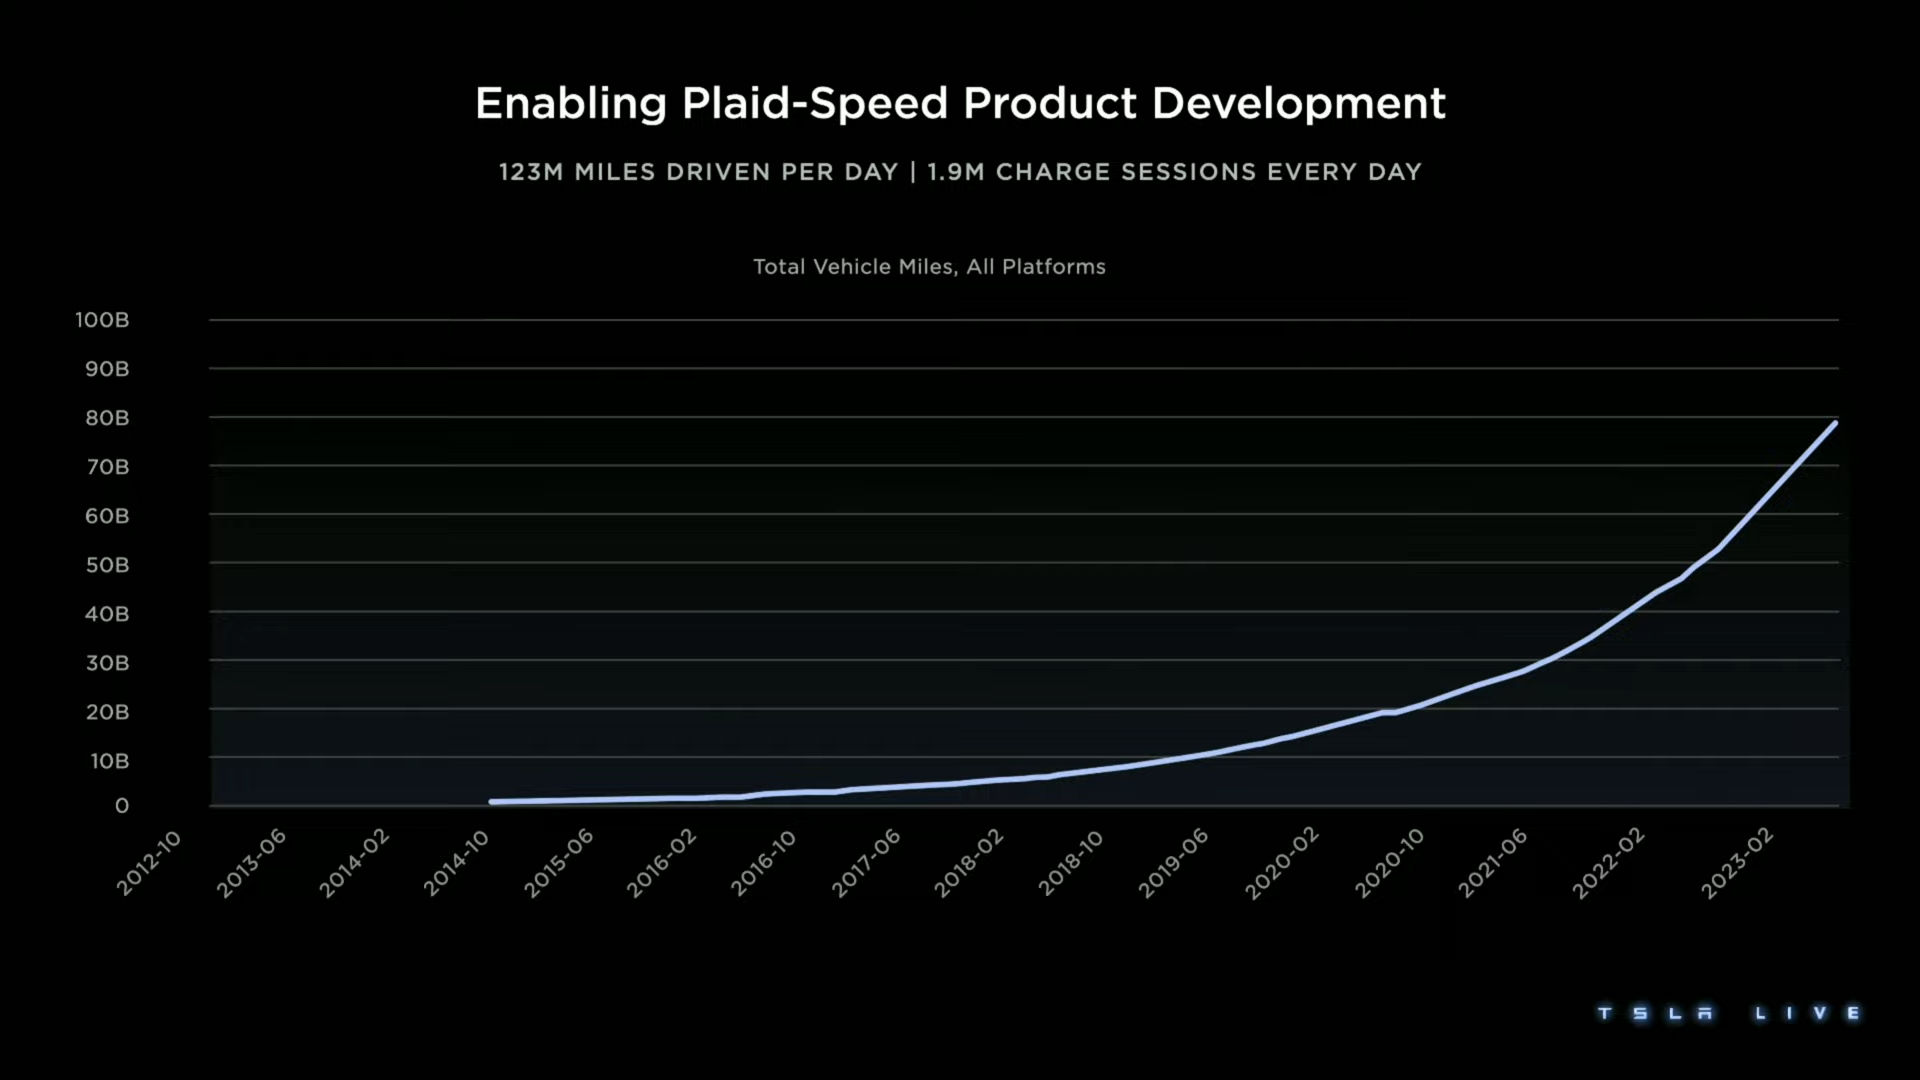 Enabling Plaid-Speed Product Development
123M MILES DRIVEN PER DAY | 1.9M CHARGE SESSIONS EVERY DAY
Total Vehicle Miles, All Platforms
100B
90B
80B
70B
60B
50B
40B
30B
20B
10B
0
2012-10
2013-06
2014-02
2014-10
2015-06
2016-02
2016-10
2017-06
2018-02
2018-10
2019-06
2020-02
2020-10
2021-06
2022-02
2023-02
TSLA LIVE